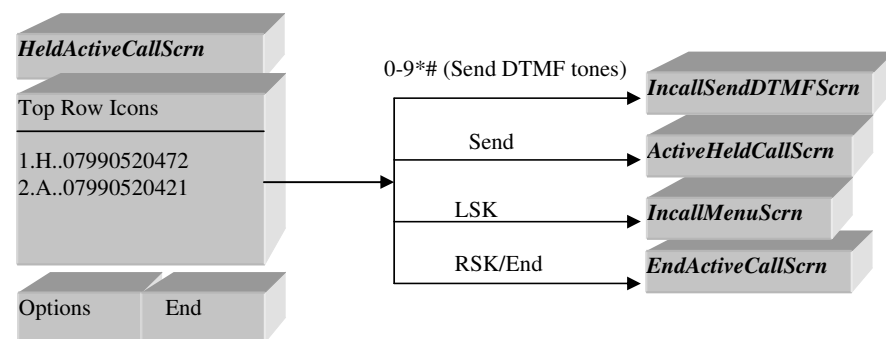 HeldActiveCallScrn
Top Row Icons
1.H..07990520472
2.A..07990520421
Options End
0-9*# (Send DTMF tones)
IncallSendDTMFScrn
Send
ActiveHeldCallScrn
LSK
IncallMenuScrn
RSK/End
EndActiveCallScrn